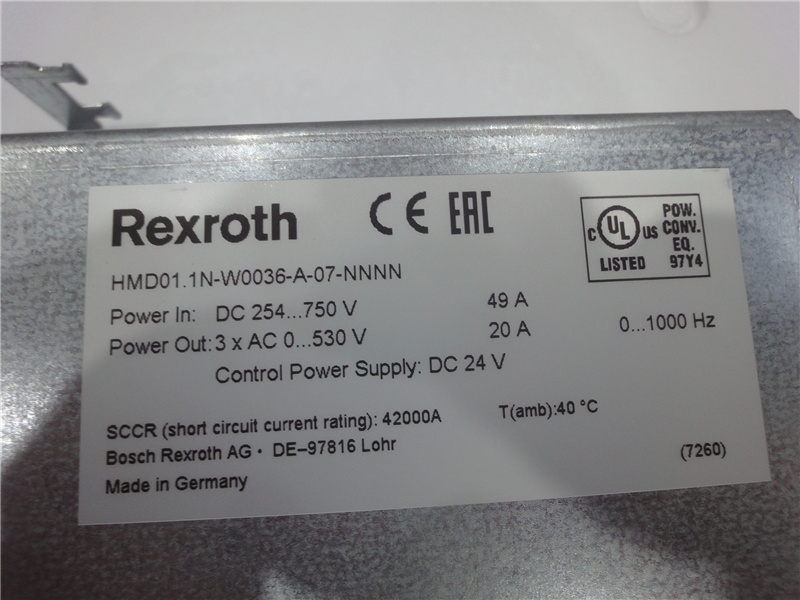 Rexroth CE EAC
HMD01.1N-W0036-A-07-NNNN
C UL US LISTED POW. CONV. EQ. 97Y4
Power In: DC 254...750 V 49 A
Power Out: 3 x AC 0...530 V 20 A 0...1000 Hz
Control Power Supply: DC 24 V
SCCR (short circuit current rating): 42000A T(amb):40 °C
Bosch Rexroth AG • DE–97816 Lohr (7260)
Made in Germany